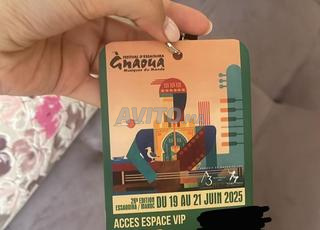 FESTIVAL D'ESSAOUIRA
GNAOUA
Musiques du Monde
AVITO
26e EDITION
ESSAOUIRA / MAROC
DU 19 AU 21 JUIN 2025
ACCES ESPACE VIP